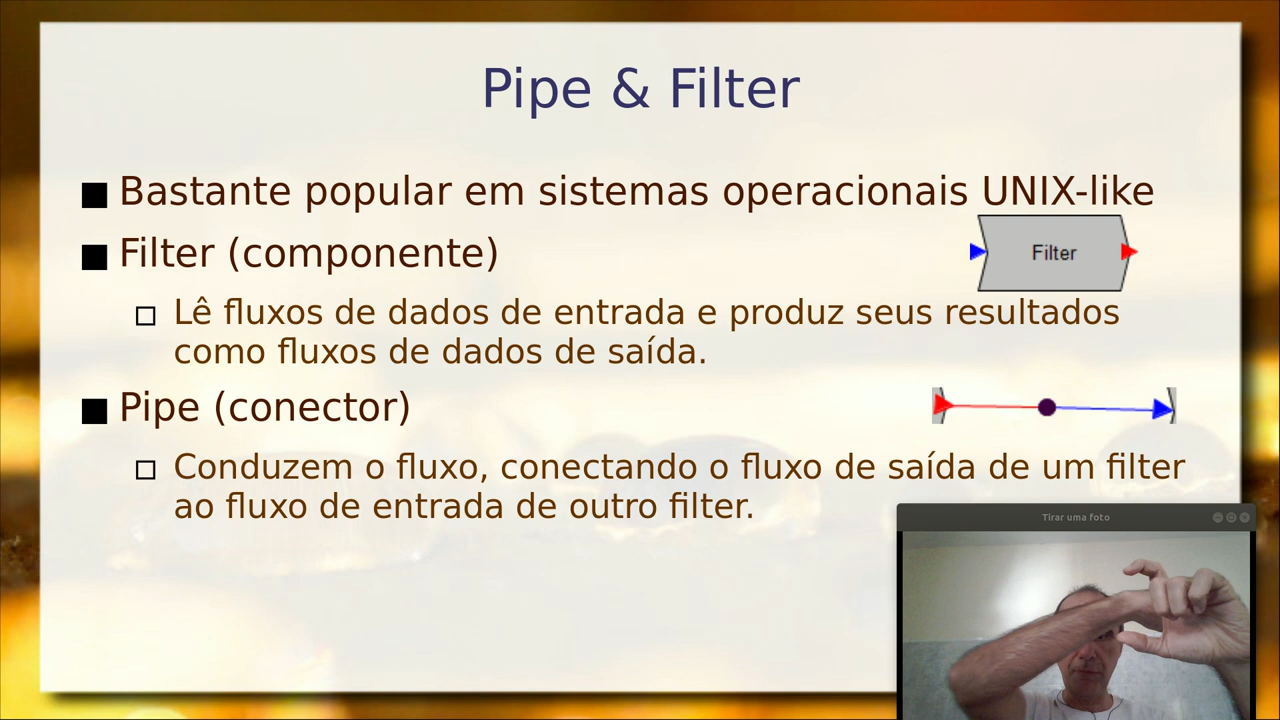 Pipe & Filter
Bastante popular em sistemas operacionais UNIX-like
Filter (componente)
Filter
Lê fluxos de dados de entrada e produz seus resultados
como fluxos de dados de saída.
Pipe (conector)
Conduzem o fluxo, conectando o fluxo de saída de um filter
ao fluxo de entrada de outro filter.
Tirar uma foto